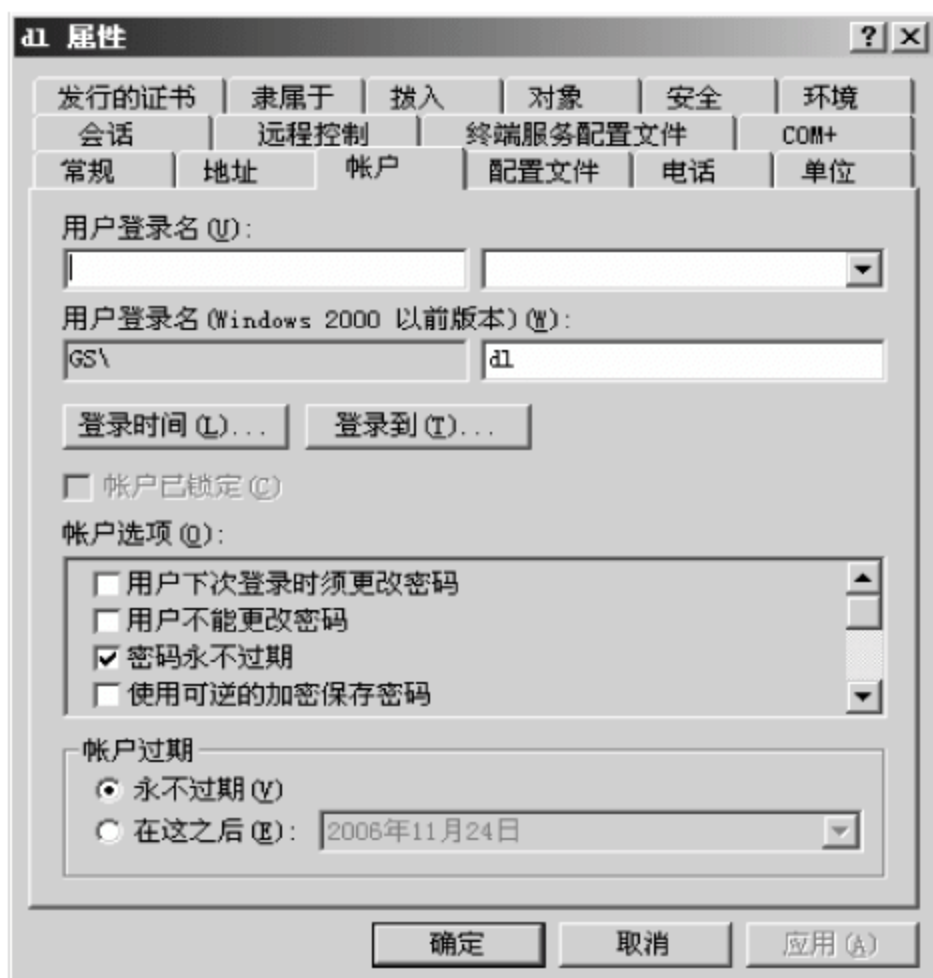 dl 属性
发行的证书 隶属于 拨入 对象 安全 环境
会话 远程控制 终端服务配置文件 COM+
常规 地址 帐户 配置文件 电话 单位
用户登录名(U):
用户登录名(Windows 2000 以前版本)(W):
GS\ dl
登录时间(L)... 登录到(T)...
帐户已锁定(C)
帐户选项(O):
用户下次登录时须更改密码
用户不能更改密码
密码永不过期
使用可逆的加密保存密码
帐户过期
永不过期(V)
在这之后(E): 2006年11月24日
确定 取消 应用(A)